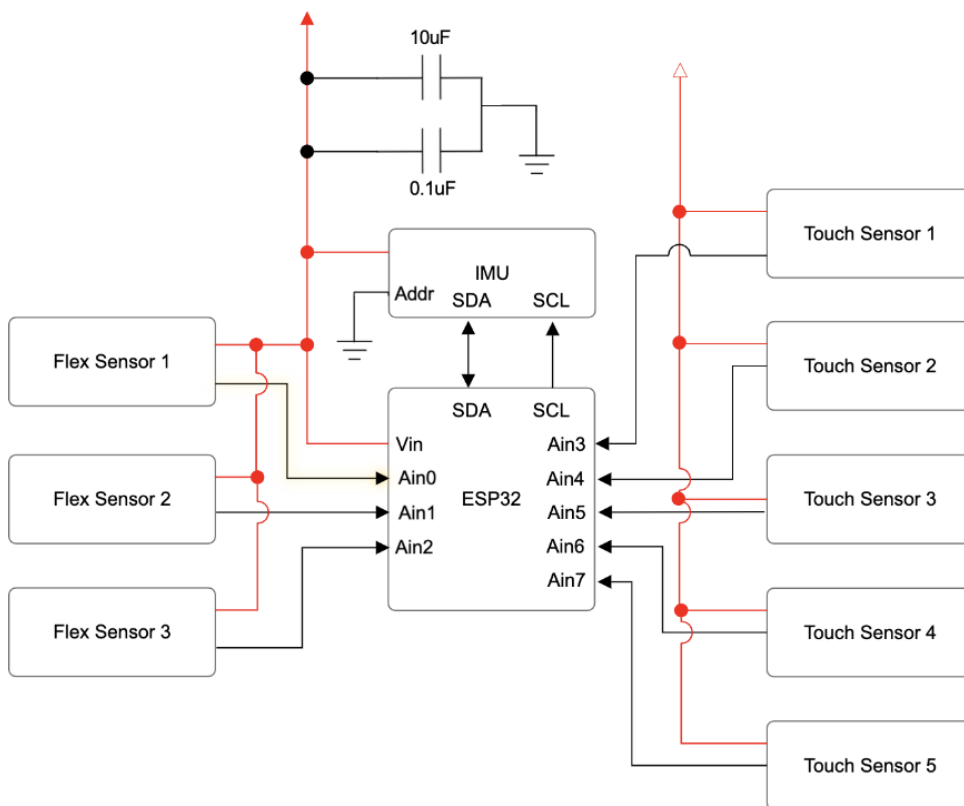 10uF
0.1uF
IMU
Addr
SDA
SCL
Flex Sensor 1
Flex Sensor 2
Flex Sensor 3
SDA
SCL
Vin
Ain0
Ain1
Ain2
ESP32
Ain3
Ain4
Ain5
Ain6
Ain7
Touch Sensor 1
Touch Sensor 2
Touch Sensor 3
Touch Sensor 4
Touch Sensor 5